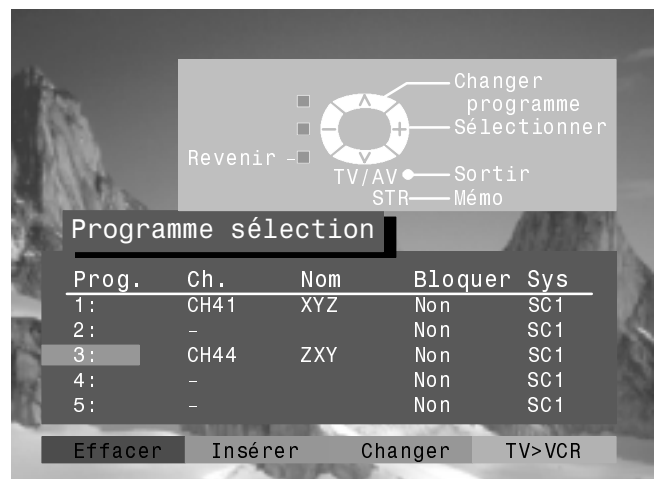 Changer
programme
Sélectionner
Revenir
TV/AV Sortir
STR Mémo
Programme sélection
Prog. Ch. Nom Bloquer Sys
1: CH41 XYZ Non SC1
2: - Non SC1
3: CH44 ZXY Non SC1
4: - Non SC1
5: - Non SC1
Effacer Insérer Changer TV>VCR